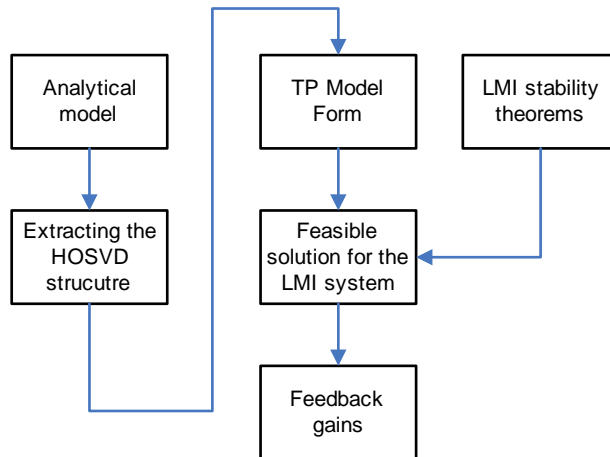 Analytical
model
TP Model
Form
LMI stability
theorems
Extracting the
HOSVD
strucutre
Feasible
solution for the
LMI system
Feedback
gains